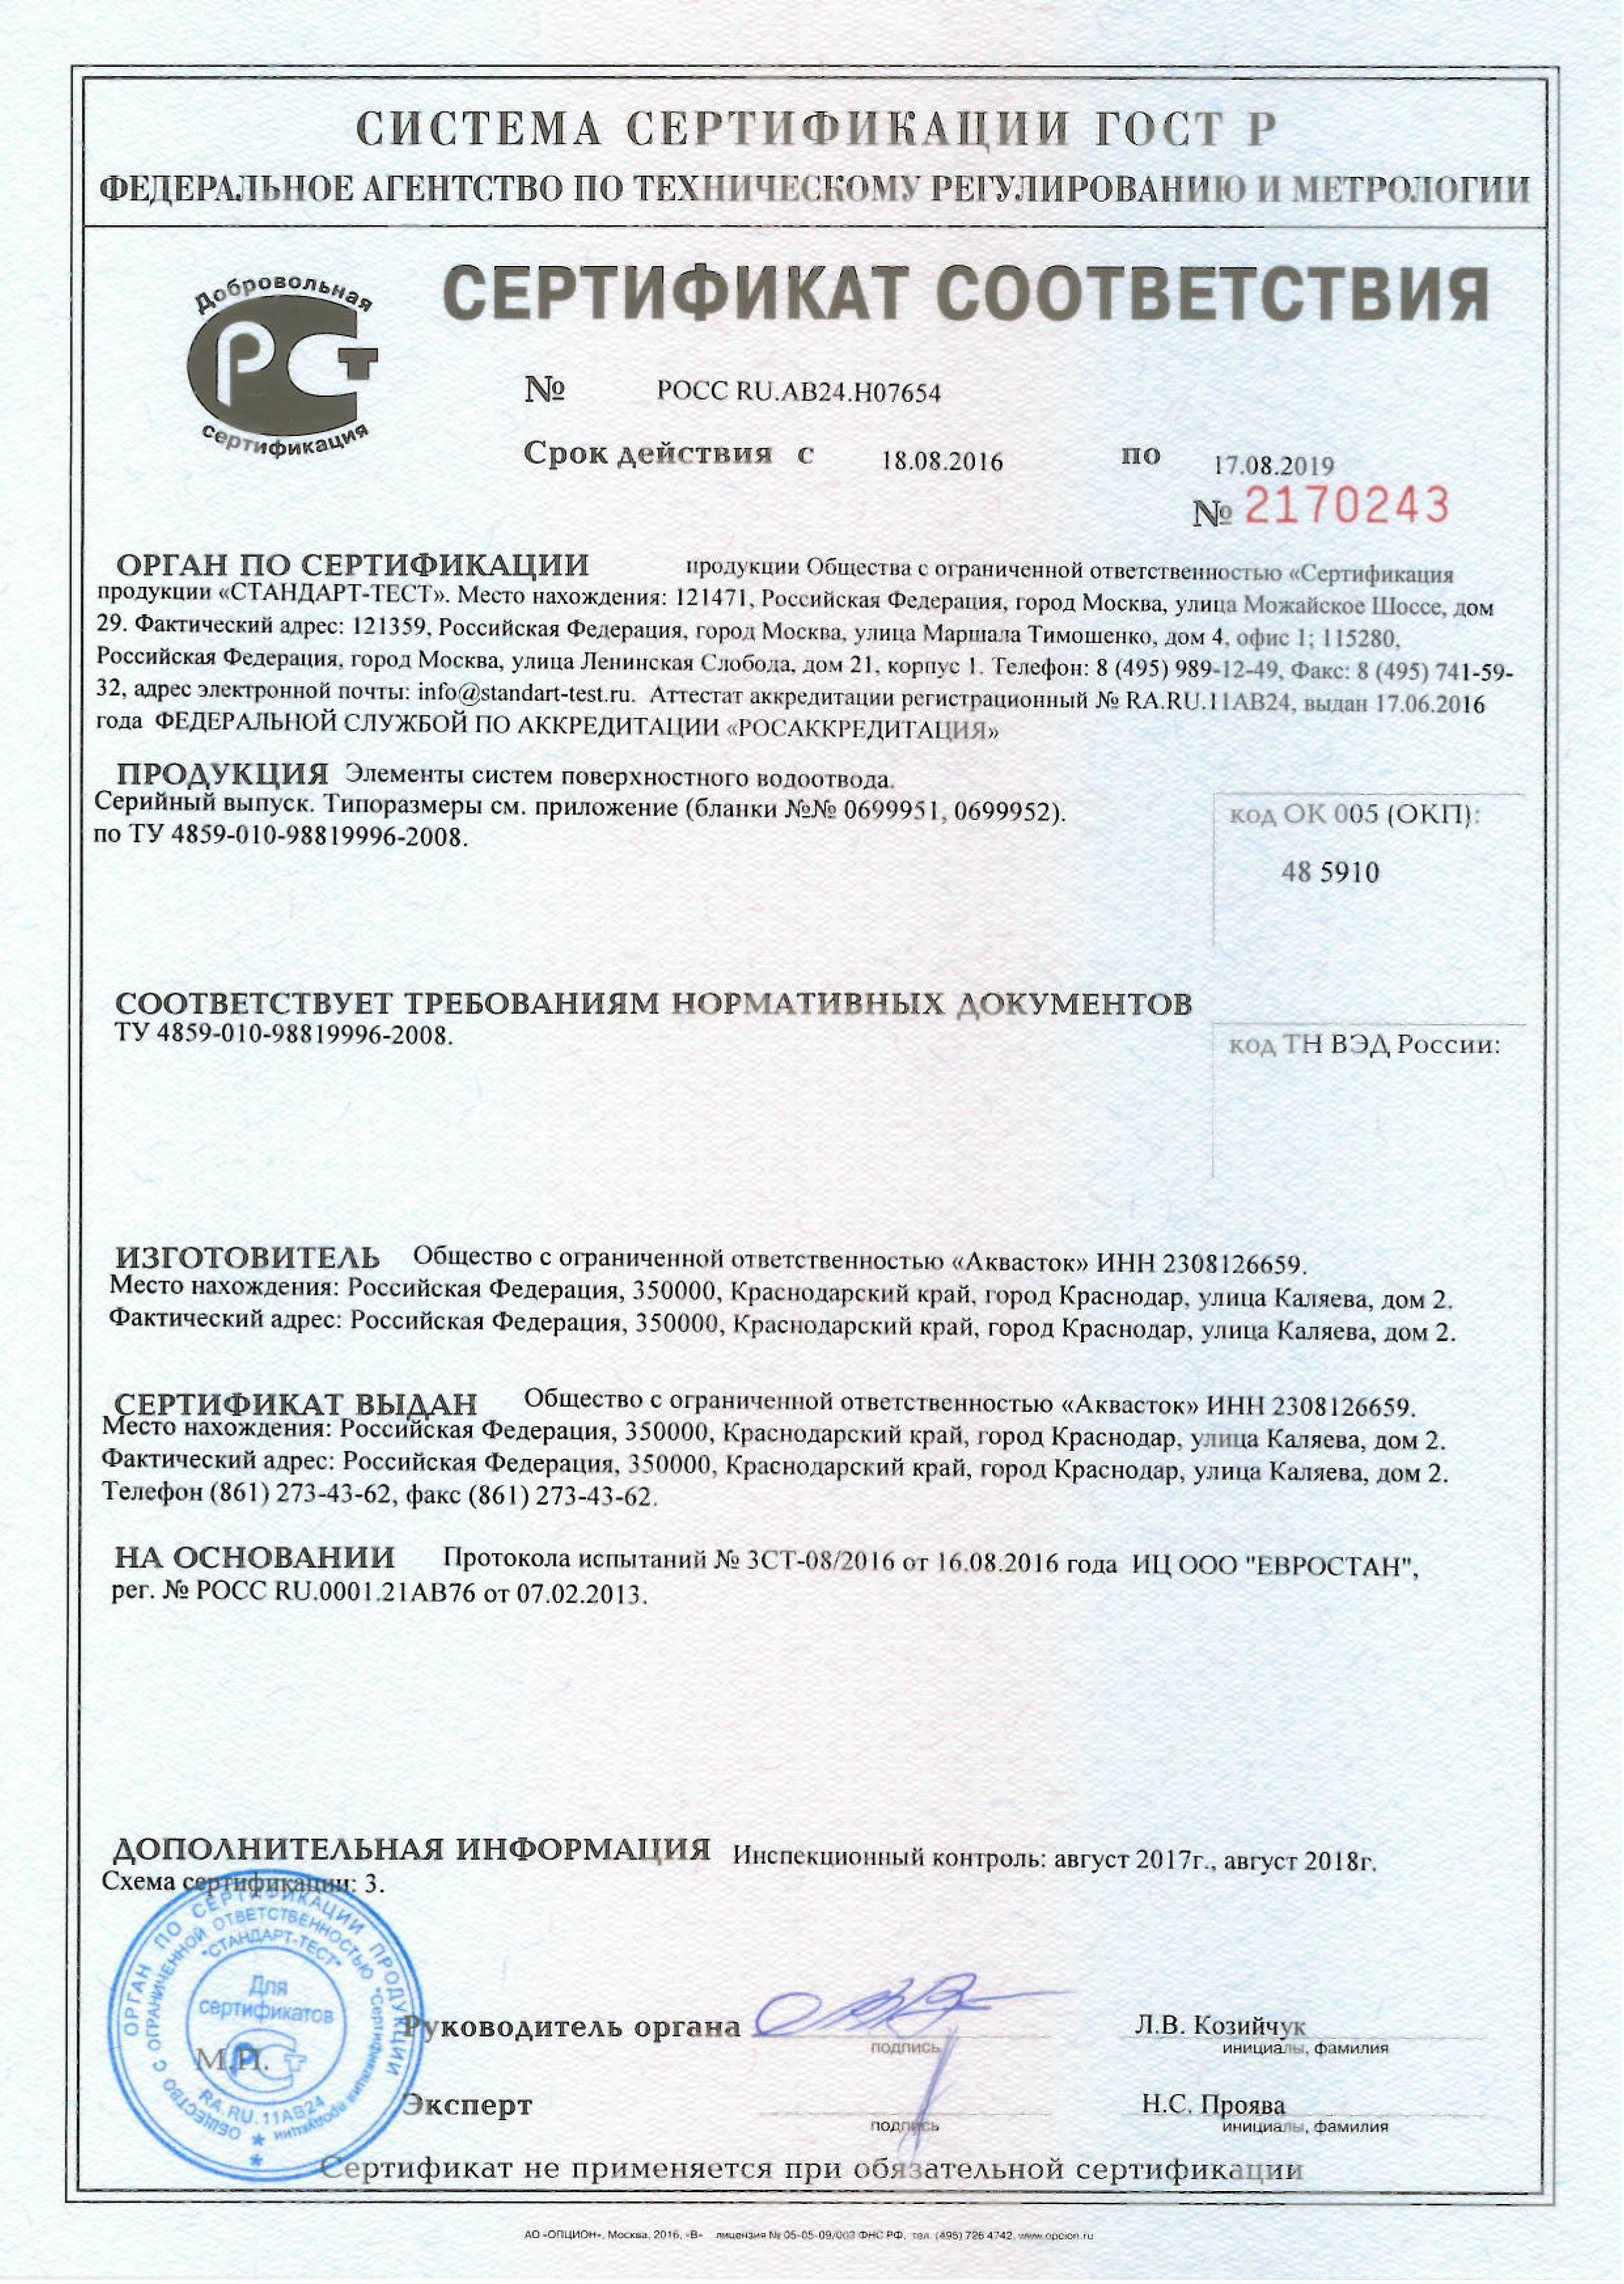 СИСТЕМА СЕРТИФИКАЦИИ ГОСТ Р
ФЕДЕРАЛЬНОЕ АГЕНТСТВО ПО ТЕХНИЧЕСКОМУ РЕГУЛИРОВАНИЮ И МЕТРОЛОГИИ
Добровольная
РСТ
сертификация
СЕРТИФИКАТ СООТВЕТСТВИЯ
№ РОСС RU.АВ24.Н07654
Срок действия с 18.08.2016 по 17.08.2019
№ 2170243
ОРГАН ПО СЕРТИФИКАЦИИ продукции Общества с ограниченной ответственностью «Сертификация
продукции «СТАНДАРТ-ТЕСТ». Место нахождения: 121471, Российская Федерация, город Москва, улица Можайское Шоссе, дом
29. Фактический адрес: 121359, Российская Федерация, город Москва, улица Маршала Тимошенко, дом 4, офис 1; 115280,
Российская Федерация, город Москва, улица Ленинская Слобода, дом 21, корпус 1. Телефон: 8 (495) 989-12-49, Факс: 8 (495) 741-59-
32, адрес электронной почты: info@standart-test.ru. Аттестат аккредитации регистрационный № RA.RU.11АВ24, выдан 17.06.2016
года ФЕДЕРАЛЬНОЙ СЛУЖБОЙ ПО АККРЕДИТАЦИИ «РОСАККРЕДИТАЦИЯ»
ПРОДУКЦИЯ Элементы систем поверхностного водоотвода.
Серийный выпуск. Типоразмеры см. приложение (бланки №№ 0699951, 0699952).
по ТУ 4859-010-98819996-2008.
код ОК 005 (ОКП):
48 5910
СООТВЕТСТВУЕТ ТРЕБОВАНИЯМ НОРМАТИВНЫХ ДОКУМЕНТОВ
ТУ 4859-010-98819996-2008.
код ТН ВЭД России:
ИЗГОТОВИТЕЛЬ Общество с ограниченной ответственностью «Аквасток» ИНН 2308126659.
Место нахождения: Российская Федерация, 350000, Краснодарский край, город Краснодар, улица Каляева, дом 2.
Фактический адрес: Российская Федерация, 350000, Краснодарский край, город Краснодар, улица Каляева, дом 2.
СЕРТИФИКАТ ВЫДАН Общество с ограниченной ответственностью «Аквасток» ИНН 2308126659.
Место нахождения: Российская Федерация, 350000, Краснодарский край, город Краснодар, улица Каляева, дом 2.
Фактический адрес: Российская Федерация, 350000, Краснодарский край, город Краснодар, улица Каляева, дом 2.
Телефон (861) 273-43-62, факс (861) 273-43-62.
НА ОСНОВАНИИ Протокола испытаний № 3СТ-08/2016 от 16.08.2016 года ИЦ ООО "ЕВРОСТАН",
рег. № РОСС RU.0001.21АВ76 от 07.02.2013.
ДОПОЛНИТЕЛЬНАЯ ИНФОРМАЦИЯ Инспекционный контроль: август 2017г., август 2018г.
Схема сертификации: 3.
ОРГАН ПО СЕРТИФИКАЦИИ ПРОДУКЦИИ
ОБЩЕСТВО С ОГРАНИЧЕННОЙ ОТВЕТСТВЕННОСТЬЮ "Сертификация продукции
"СТАНДАРТ-ТЕСТ"
Для
сертификатов
RA.RU.11АВ24
М.П.
Руководитель органа
подпись
Л.В. Козийчук
инициалы, фамилия
Эксперт
подпись
Н.С. Проява
инициалы, фамилия
Сертификат не применяется при обязательной сертификации
АО «ОПЦИОН», Москва, 2016, «В» лицензия № 05-05-09/003 ФНС РФ, тел. (495) 726 4742, www.opcion.ru